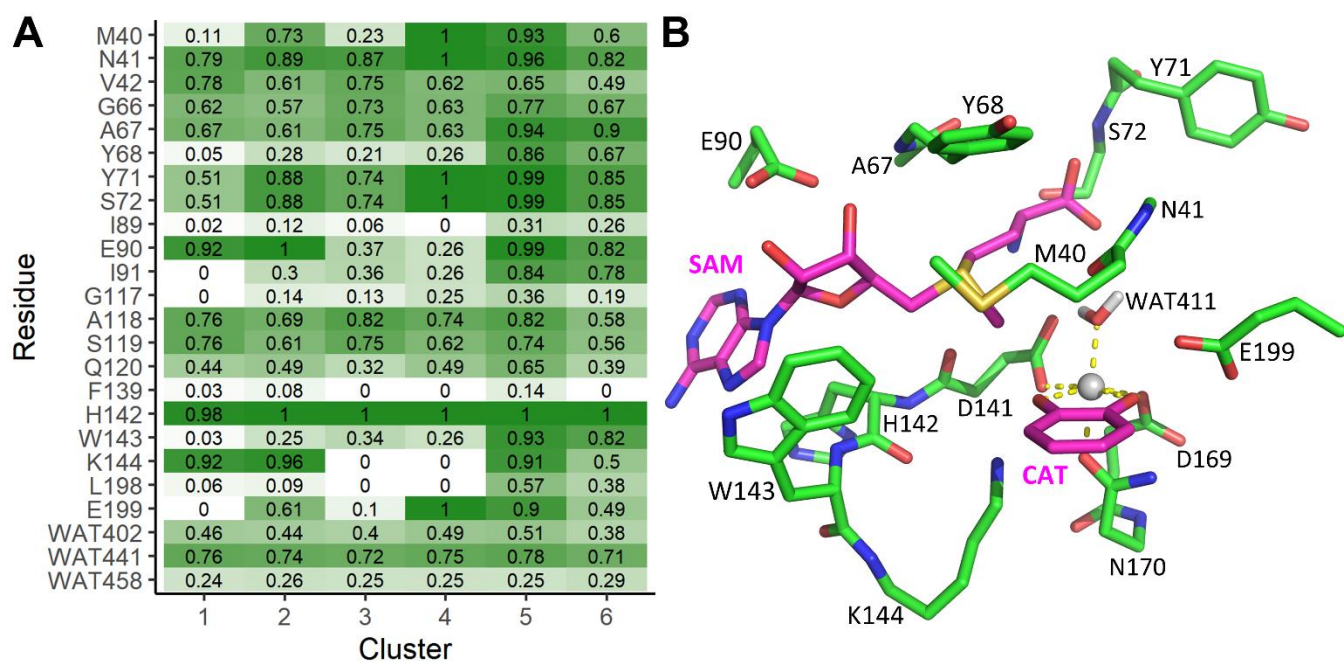 A
Residue
M40 0.11 0.73 0.23 1 0.93 0.6
N41 0.79 0.89 0.87 1 0.96 0.82
V42 0.78 0.61 0.75 0.62 0.65 0.49
G66 0.62 0.57 0.73 0.63 0.77 0.67
A67 0.67 0.61 0.75 0.63 0.94 0.9
Y68 0.05 0.28 0.21 0.26 0.86 0.67
Y71 0.51 0.88 0.74 1 0.99 0.85
S72 0.51 0.88 0.74 1 0.99 0.85
I89 0.02 0.12 0.06 0 0.31 0.26
E90 0.92 1 0.37 0.26 0.99 0.82
I91 0 0.3 0.36 0.26 0.84 0.78
G117 0 0.14 0.13 0.25 0.36 0.19
A118 0.76 0.69 0.82 0.74 0.82 0.58
S119 0.76 0.61 0.75 0.62 0.74 0.56
Q120 0.44 0.49 0.32 0.49 0.65 0.39
F139 0.03 0.08 0 0 0.14 0
H142 0.98 1 1 1 1 1
W143 0.03 0.25 0.34 0.26 0.93 0.82
K144 0.92 0.96 0 0 0.91 0.5
L198 0.06 0.09 0 0 0.57 0.38
E199 0 0.61 0.1 1 0.9 0.49
WAT402 0.46 0.44 0.4 0.49 0.51 0.38
WAT441 0.76 0.74 0.72 0.75 0.78 0.71
WAT458 0.24 0.26 0.25 0.25 0.25 0.29
1 2 3 4 5 6
Cluster
B
Y71
Y68
S72
E90
A67
N41
M40
SAM
WAT411
E199
D141
H142
D169
CAT
W143
N170
K144